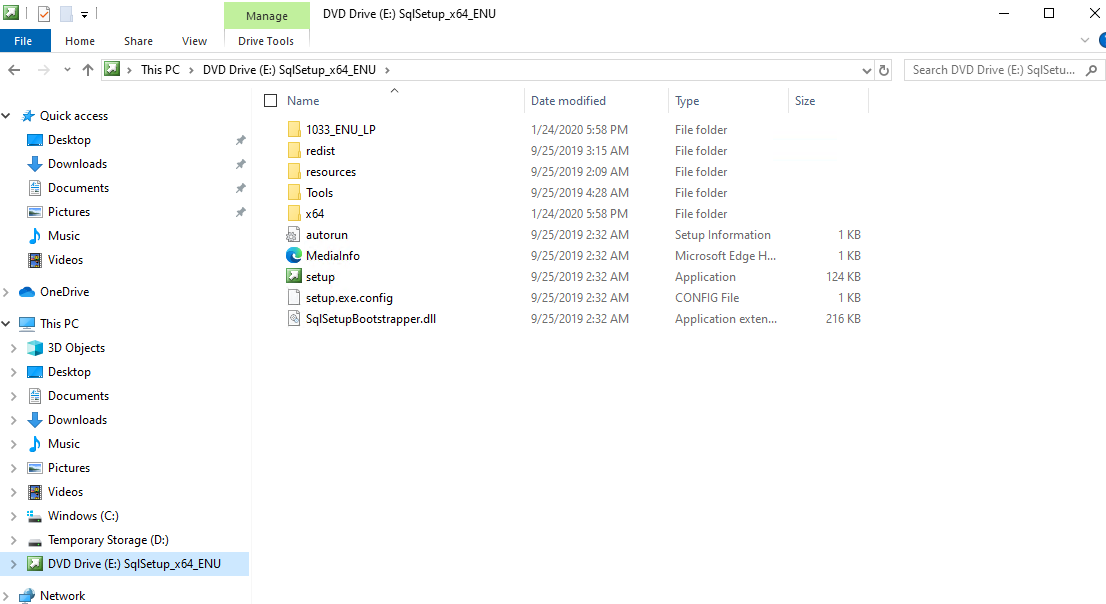 Manage
DVD Drive (E:) SqlSetup_x64_ENU
File
Home
Share
View
Drive Tools
This PC
DVD Drive (E:) SqlSetup_x64_ENU
Search DVD Drive (E:) SqlSetu...
Quick access
Desktop
Downloads
Documents
Pictures
Music
Videos
OneDrive
This PC
3D Objects
Desktop
Documents
Downloads
Music
Pictures
Videos
Windows (C:)
Temporary Storage (D:)
DVD Drive (E:) SqlSetup_x64_ENU
Network
Name Date modified Type Size
1033_ENU_LP 1/24/2020 5:58 PM File folder
redist 9/25/2019 3:15 AM File folder
resources 9/25/2019 2:09 AM File folder
Tools 9/25/2019 4:28 AM File folder
x64 1/24/2020 5:58 PM File folder
autorun 9/25/2019 2:32 AM Setup Information 1 KB
MediaInfo 9/25/2019 2:32 AM Microsoft Edge H... 1 KB
setup 9/25/2019 2:32 AM Application 124 KB
setup.exe.config 9/25/2019 2:32 AM CONFIG File 1 KB
SqlSetupBootstrapper.dll 9/25/2019 2:32 AM Application exten... 216 KB